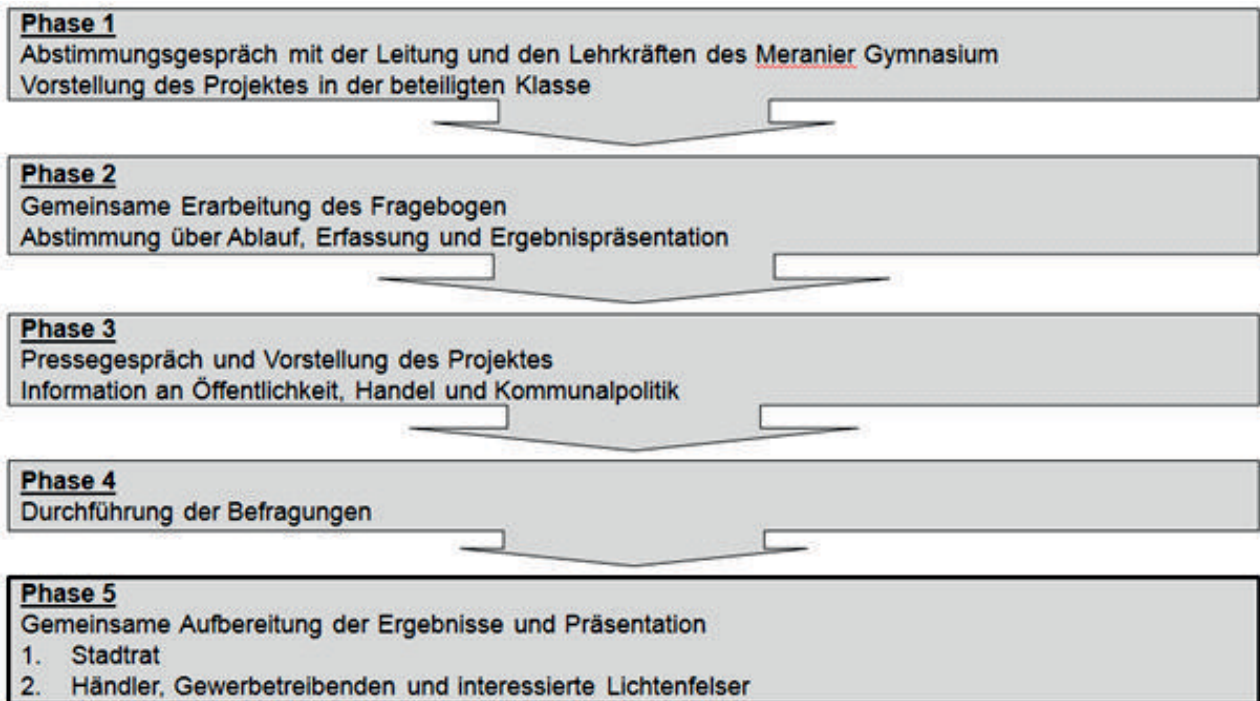 Phase 1
Abstimmungsgespräch mit der Leitung und den Lehrkräften des Meranier Gymnasium
Vorstellung des Projektes in der beteiligten Klasse
Phase 2
Gemeinsame Erarbeitung des Fragebogen
Abstimmung über Ablauf, Erfassung und Ergebnispräsentation
Phase 3
Pressegespräch und Vorstellung des Projektes
Information an Öffentlichkeit, Handel und Kommunalpolitik
Phase 4
Durchführung der Befragungen
Phase 5
Gemeinsame Aufbereitung der Ergebnisse und Präsentation
1. Stadtrat
2. Händler, Gewerbetreibenden und interessierte Lichtenfelser